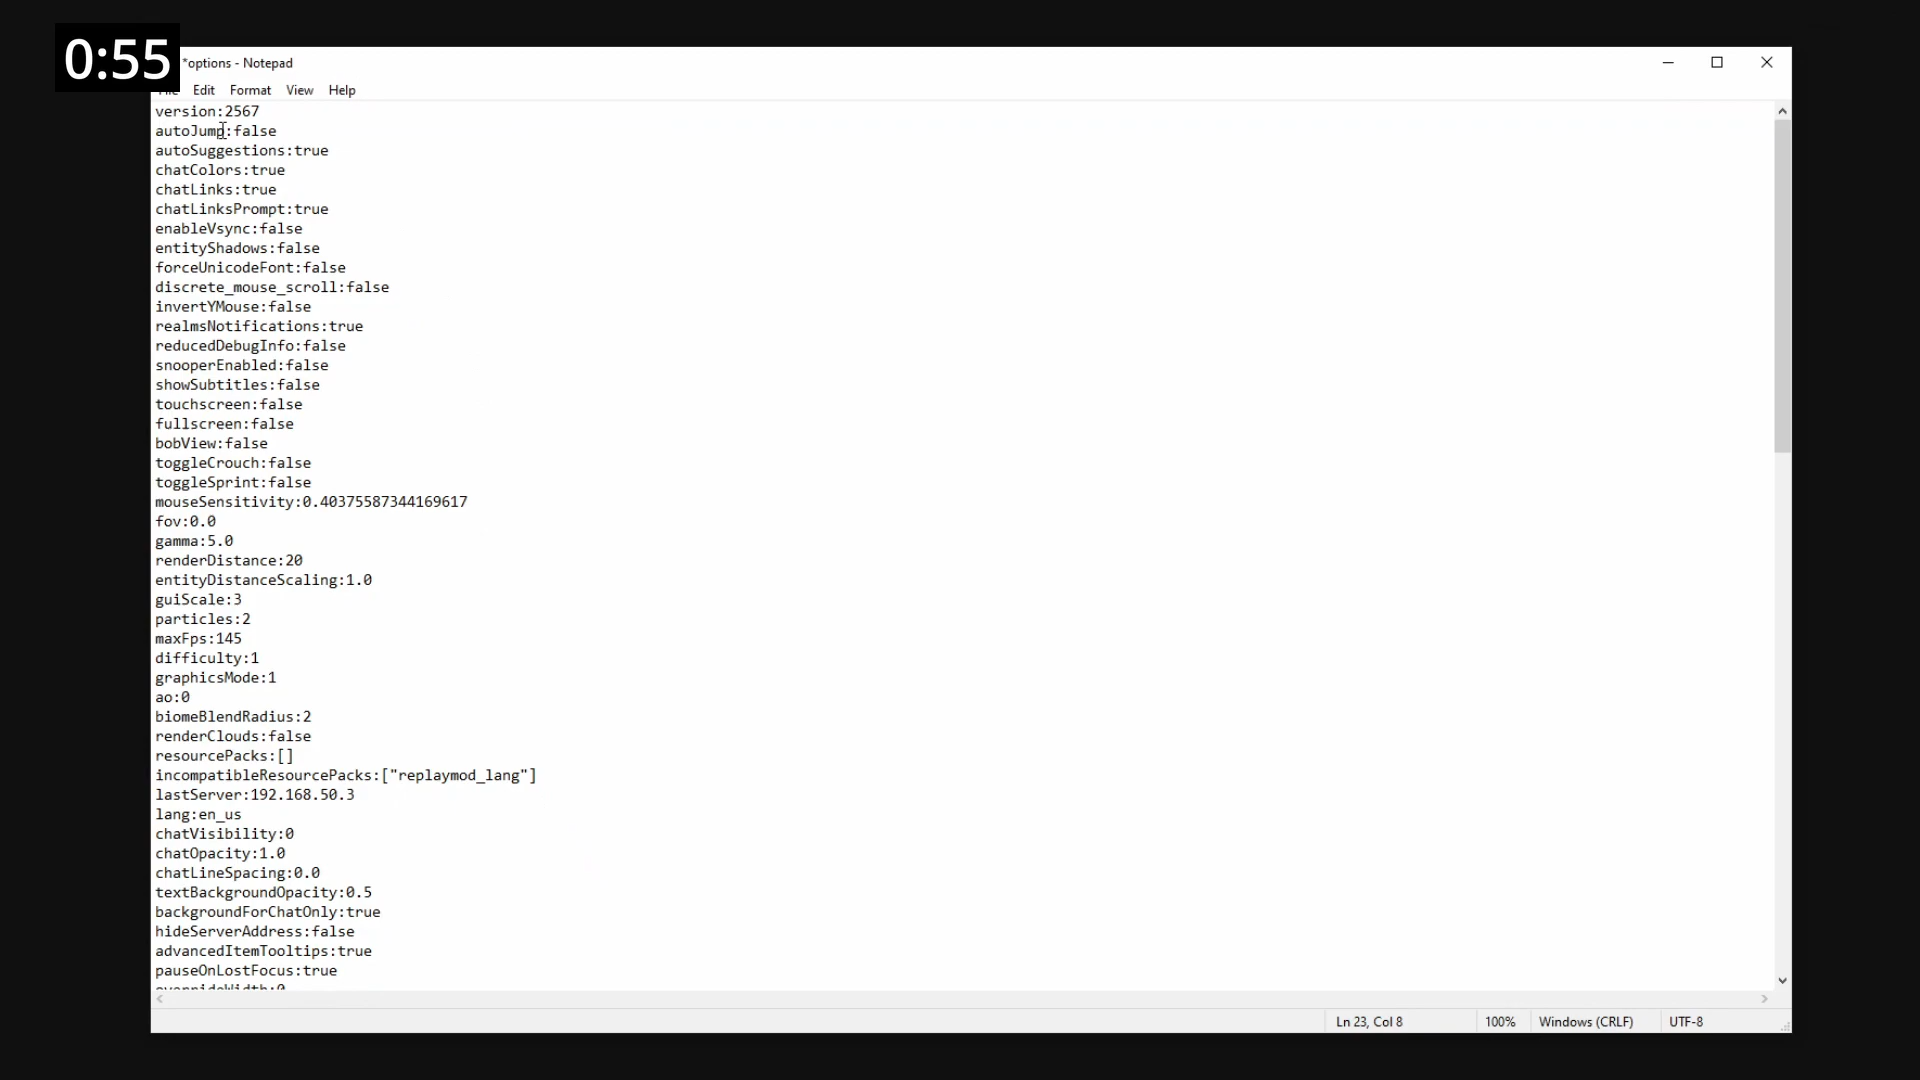 0:55
*options - Notepad
Edit Format View Help
version:2567
autoJump:false
autoSuggestions:true
chatColors:true
chatLinks:true
chatLinksPrompt:true
enableVsync:false
entityShadows:false
forceUnicodeFont:false
discrete_mouse_scroll:false
invertYMouse:false
realmsNotifications:true
reducedDebugInfo:false
snooperEnabled:false
showSubtitles:false
touchscreen:false
fullscreen:false
bobView:false
toggleCrouch:false
toggleSprint:false
mouseSensitivity:0.40375587344169617
fov:0.0
gamma:5.0
renderDistance:20
entityDistanceScaling:1.0
guiScale:3
particles:2
maxFps:145
difficulty:1
graphicsMode:1
ao:0
biomeBlendRadius:2
renderClouds:false
resourcePacks:[]
incompatibleResourcePacks:["replaymod_lang"]
lastServer:192.168.50.3
lang:en_us
chatVisibility:0
chatOpacity:1.0
chatLineSpacing:0.0
textBackgroundOpacity:0.5
backgroundForChatOnly:true
hideServerAddress:false
advancedItemTooltips:true
pauseOnLostFocus:true
overrideWidth:0
Ln 23, Col 8 100% Windows (CRLF) UTF-8